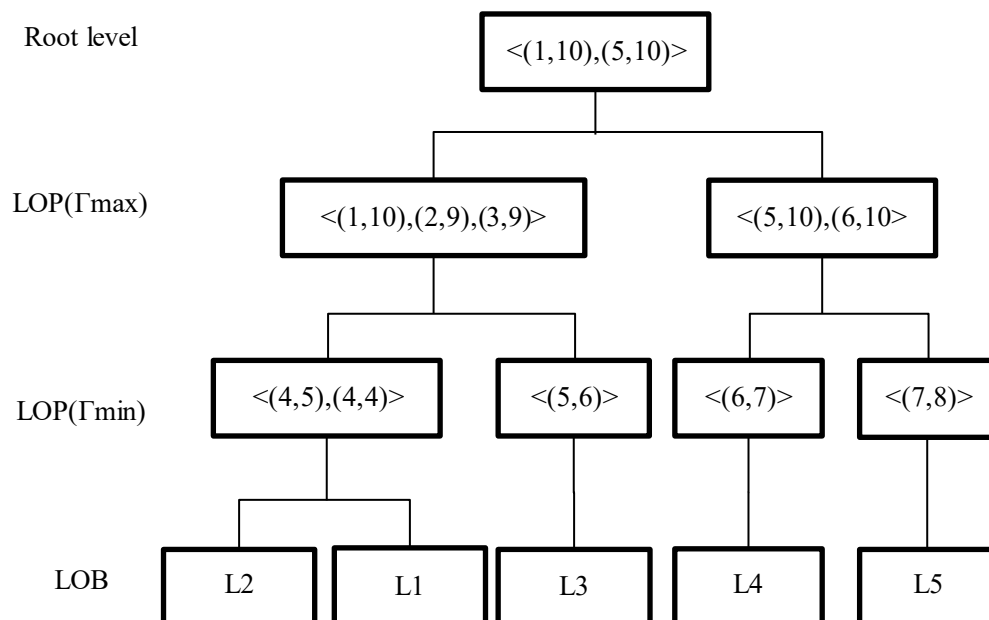 Root level
<(1,10),(5,10)>
LOP(Γmax)
<(1,10),(2,9),(3,9)>
<(5,10),(6,10>
LOP(Γmin)
<(4,5),(4,4)>
<(5,6)>
<(6,7)>
<(7,8)>
LOB
L2
L1
L3
L4
L5